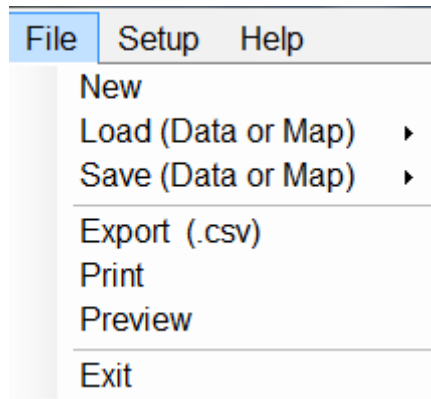 File Setup Help
New
Load (Data or Map)
Save (Data or Map)
Export (.csv)
Print
Preview
Exit